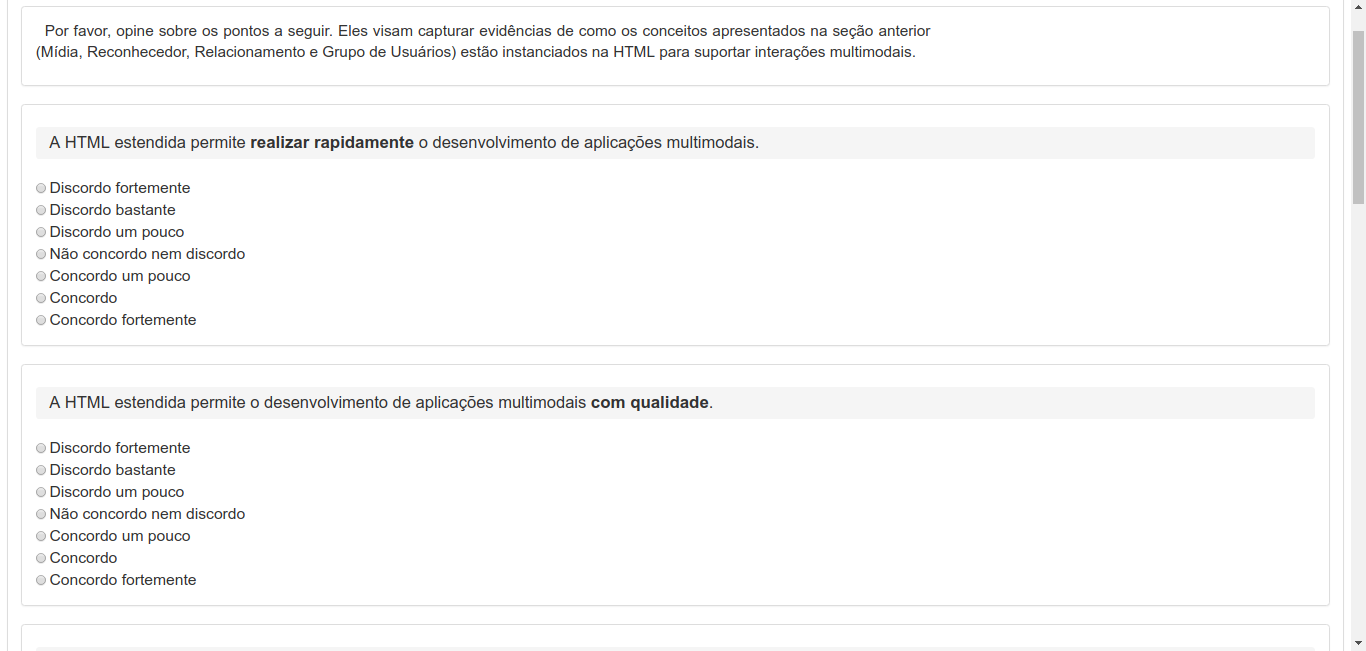 Por favor, opine sobre os pontos a seguir. Eles visam capturar evidências de como os conceitos apresentados na seção anterior
(Mídia, Reconhecedor, Relacionamento e Grupo de Usuários) estão instanciados na HTML para suportar interações multimodais.
A HTML estendida permite realizar rapidamente o desenvolvimento de aplicações multimodais.
Discordo fortemente
Discordo bastante
Discordo um pouco
Não concordo nem discordo
Concordo um pouco
Concordo
Concordo fortemente
A HTML estendida permite o desenvolvimento de aplicações multimodais com qualidade.
Discordo fortemente
Discordo bastante
Discordo um pouco
Não concordo nem discordo
Concordo um pouco
Concordo
Concordo fortemente